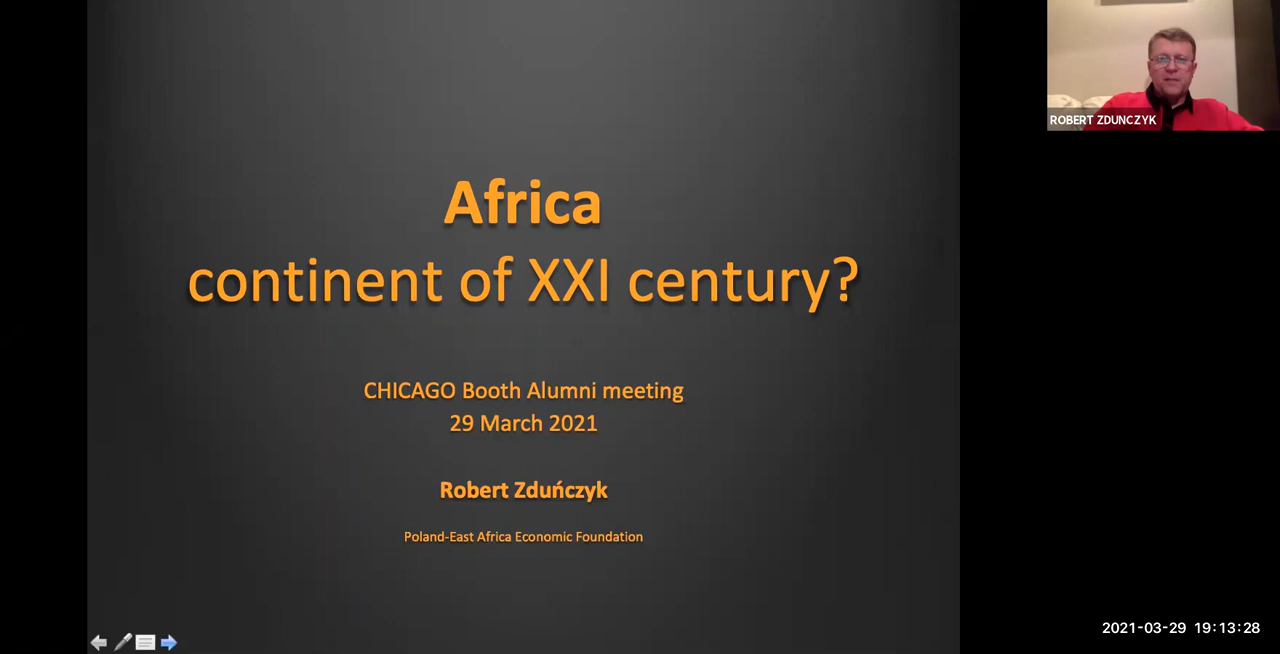 Africa
continent of XXI century?
CHICAGO Booth Alumni meeting
29 March 2021
Robert Zduńczyk
Poland-East Africa Economic Foundation
ROBERT ZDUNCZYK
2021-03-29 19:13:28